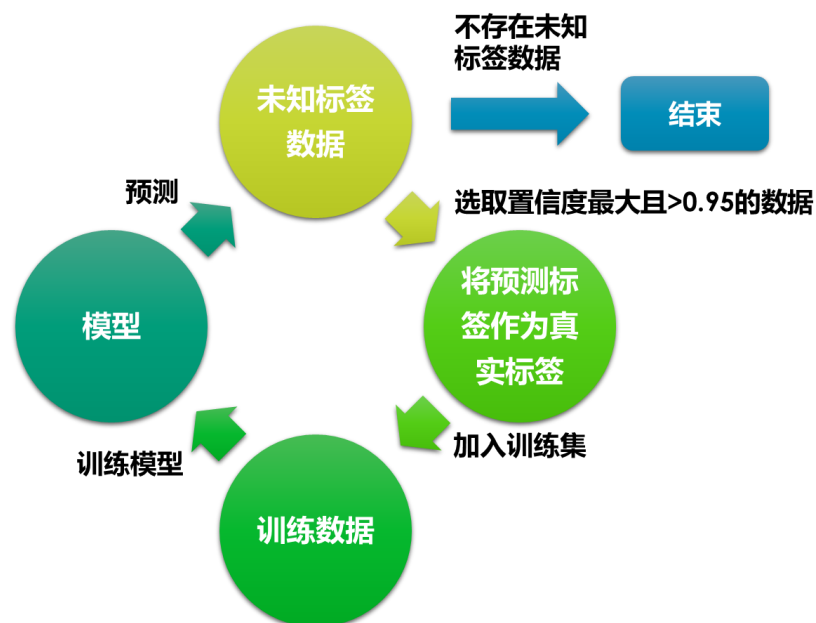 不存在未知
标签数据
未知标签
数据
结束
预测
选取置信度最大且>0.95的数据
将预测标
签作为真
实标签
模型
加入训练集
训练模型
训练数据